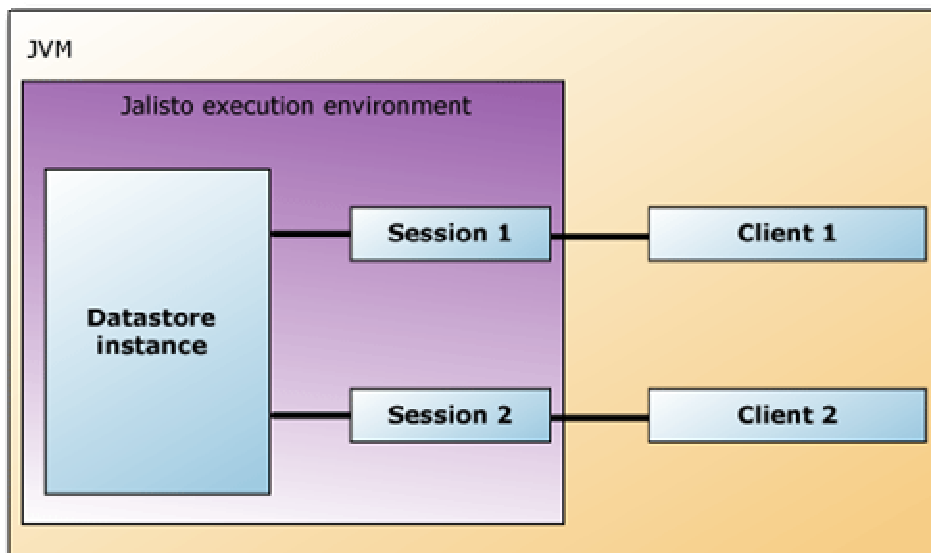 JVM
Jalisto execution environment
Session 1
Client 1
Datastore
instance
Session 2
Client 2